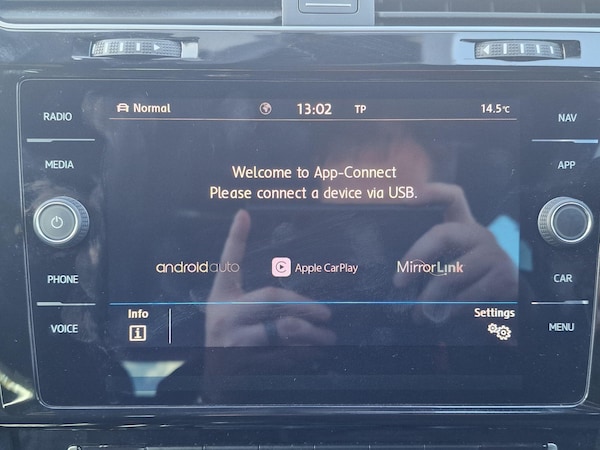 RADIO
MEDIA
PHONE
VOICE
Normal
13:02
TP
14.5°C
Welcome to App-Connect
Please connect a device via USB.
androidauto
Apple CarPlay
MirrorLink
Info
i
Settings
NAV
APP
CAR
MENU